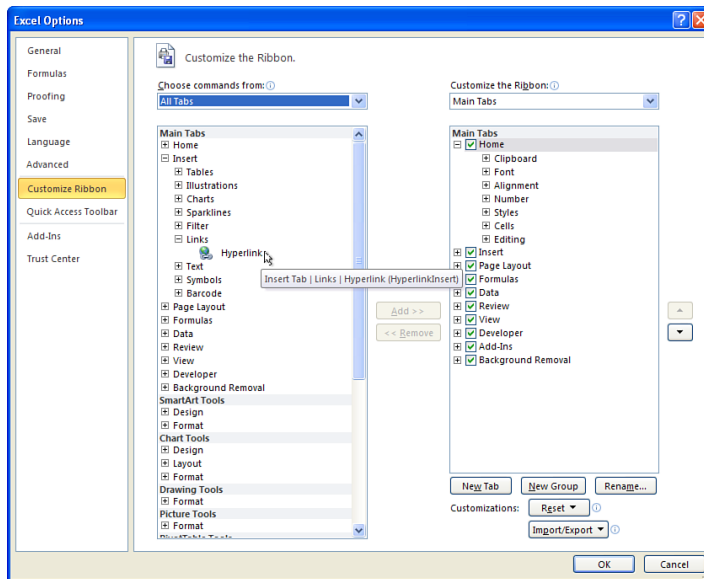 Excel Options
General
Formulas
Proofing
Save
Language
Advanced
Customize Ribbon
Quick Access Toolbar
Add-Ins
Trust Center
Customize the Ribbon.
Choose commands from:
All Tabs
Main Tabs
Home
Insert
Tables
Illustrations
Charts
Sparklines
Filter
Links
Hyperlink
Text
Symbols
Barcode
Page Layout
Formulas
Data
Review
View
Developer
Background Removal
SmartArt Tools
Design
Format
Chart Tools
Design
Layout
Format
Drawing Tools
Format
Picture Tools
Format
PivotTable Tools
Insert Tab | Links | Hyperlink (HyperlinkInsert)
Add >>
<< Remove
Customize the Ribbon:
Main Tabs
Main Tabs
Home
Clipboard
Font
Alignment
Number
Styles
Cells
Editing
Insert
Page Layout
Formulas
Data
Review
View
Developer
Add-Ins
Background Removal
New Tab
New Group
Rename...
Customizations:
Reset
Import/Export
OK
Cancel